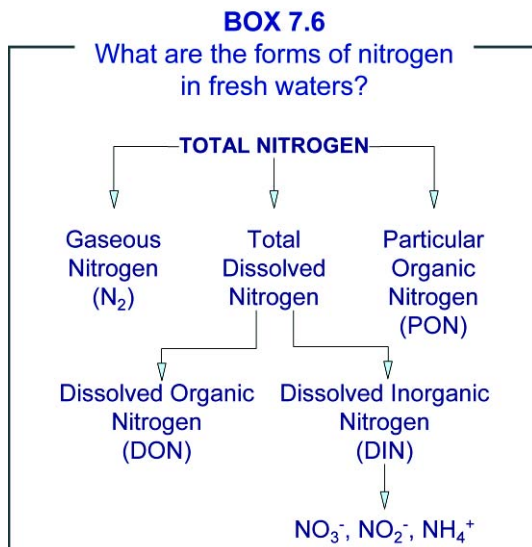 BOX 7.6
What are the forms of nitrogen
in fresh waters?
TOTAL NITROGEN
Gaseous
Nitrogen
(N₂)
Total
Dissolved
Nitrogen
Particular
Organic
Nitrogen
(PON)
Dissolved Organic
Nitrogen
(DON)
Dissolved Inorganic
Nitrogen
(DIN)
NO₃⁻, NO₂⁻, NH₄⁺